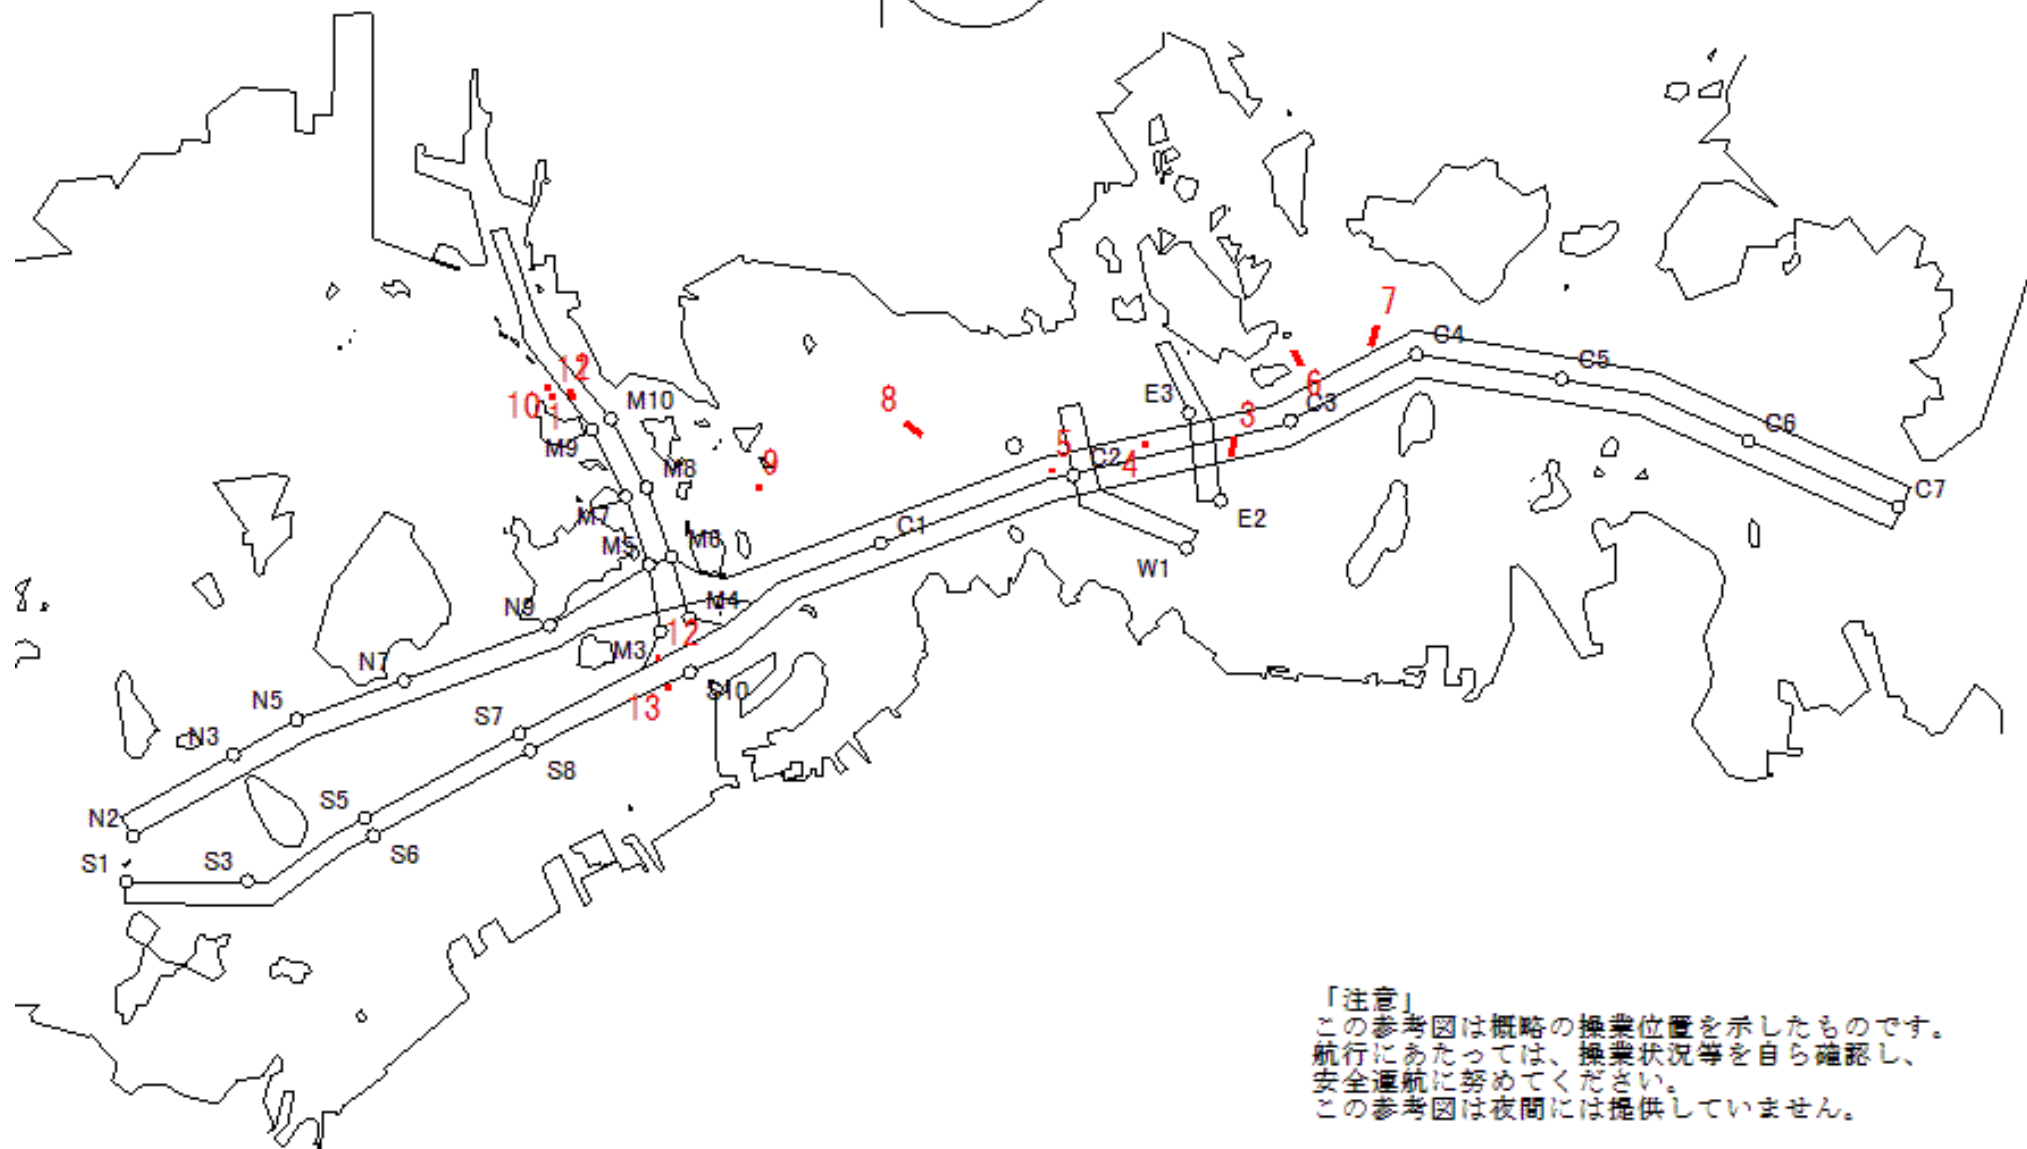 7
C4
C5
6
C3
C6
C7
E3
3
8
5
C2
4
E2
W1
C1
9
10
1
12
M10
M9
M8
M7
M6
M5
M4
12
M3
S10
13
N9
N7
N5
N3
N2
S1
S3
S5
S6
S7
S8
「注意」
この参考図は概略の操業位置を示したものです。
航行にあたっては、操業状況等を自ら確認し、
安全運航に努めてください。
この参考図は夜間には提供していません。